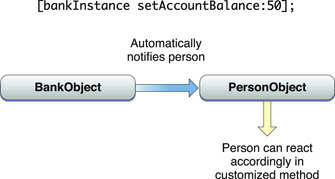 [bankInstance setAccountBalance:50];
Automatically
notifies person
BankObject
PersonObject
Person can react
accordingly in
customized method